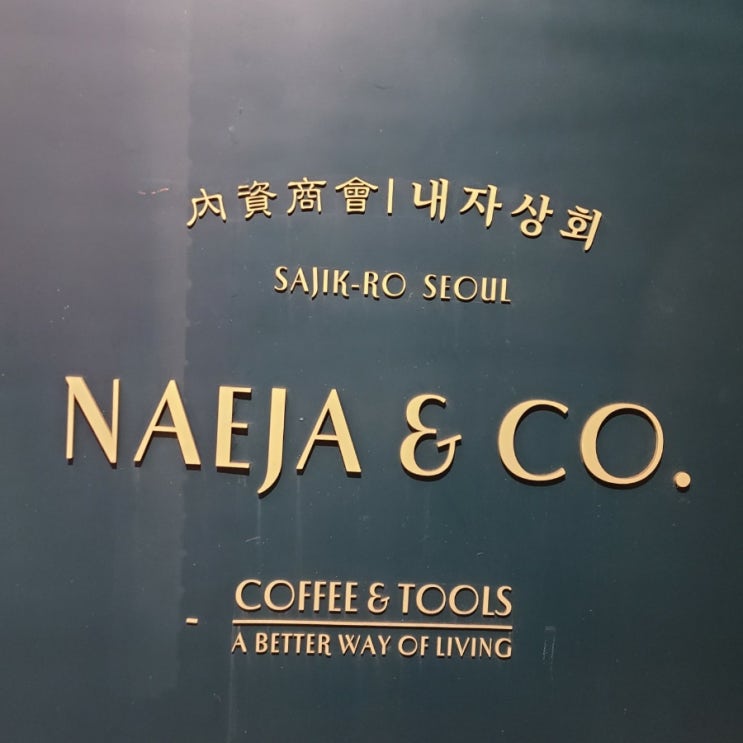 內資商會|내자상회
SAJIK-RO SEOUL
NAEJA & CO.
COFFEE & TOOLS
A BETTER WAY OF LIVING